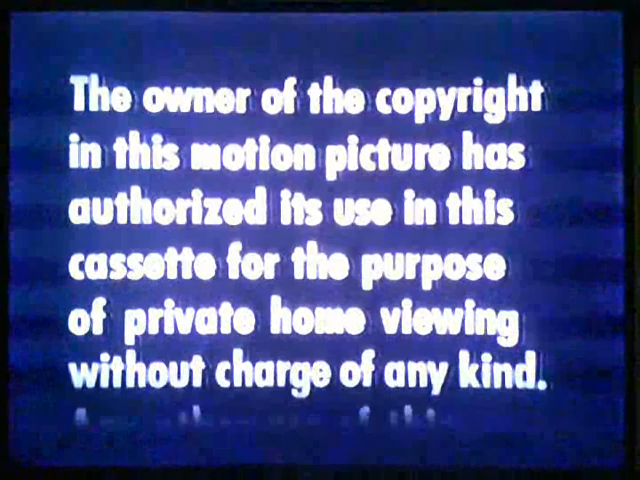 The owner of the copyright
in this motion picture has
authorized its use in this
cassette for the purpose
of private home viewing
without charge of any kind.